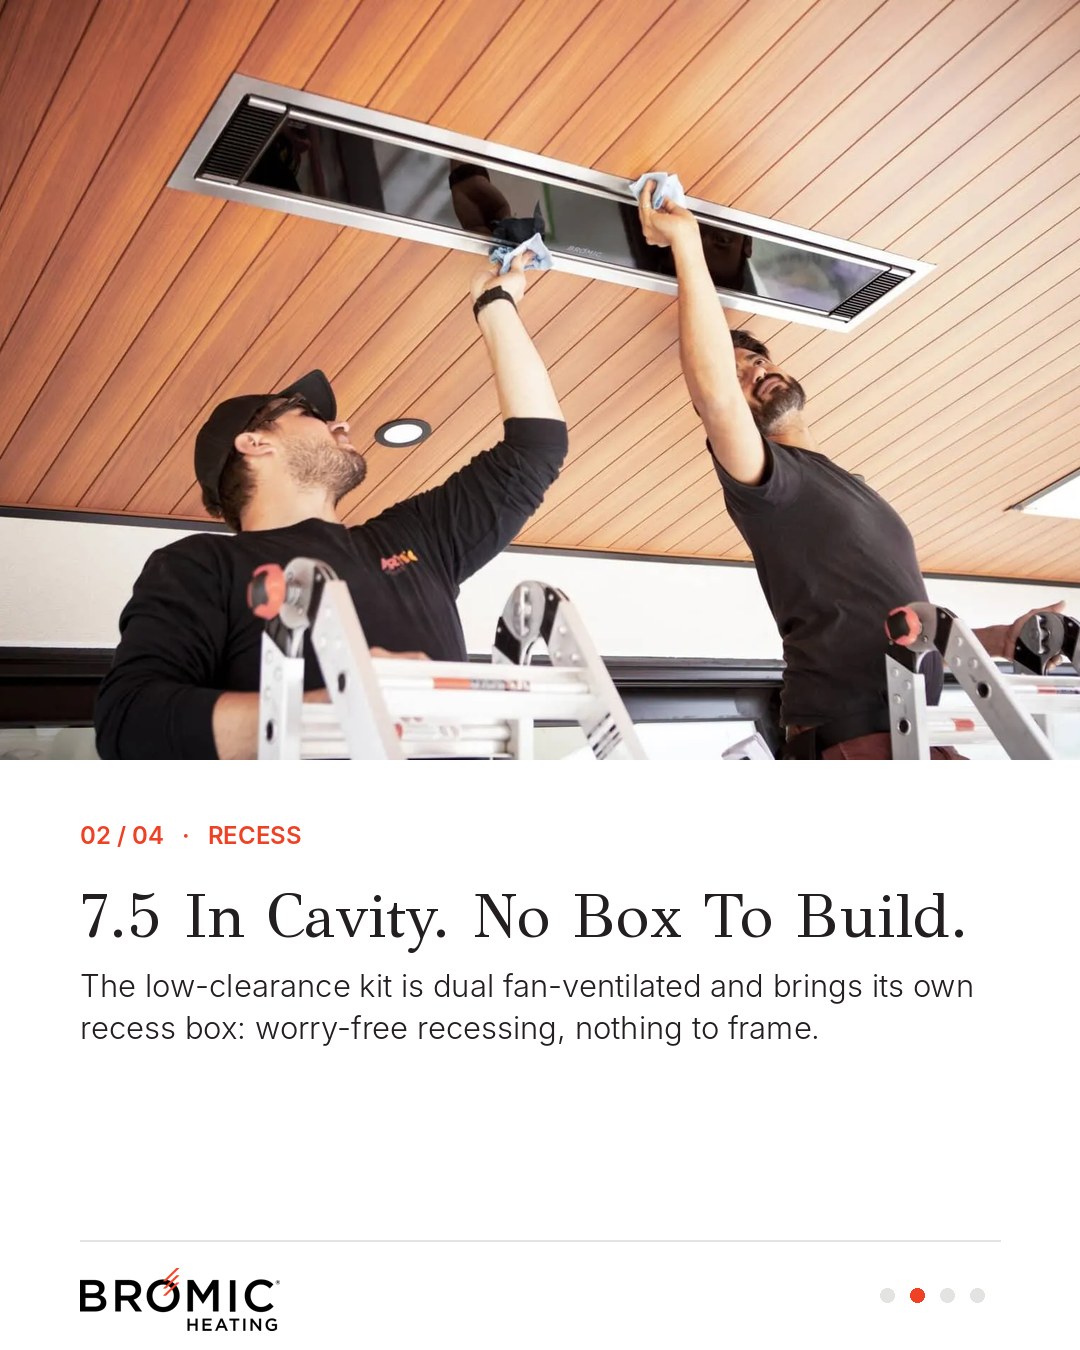 BROMIC
02 / 04 · RECESS
7.5 In Cavity. No Box To Build.
The low-clearance kit is dual fan-ventilated and brings its own
recess box: worry-free recessing, nothing to frame.
BROMIC®
HEATING